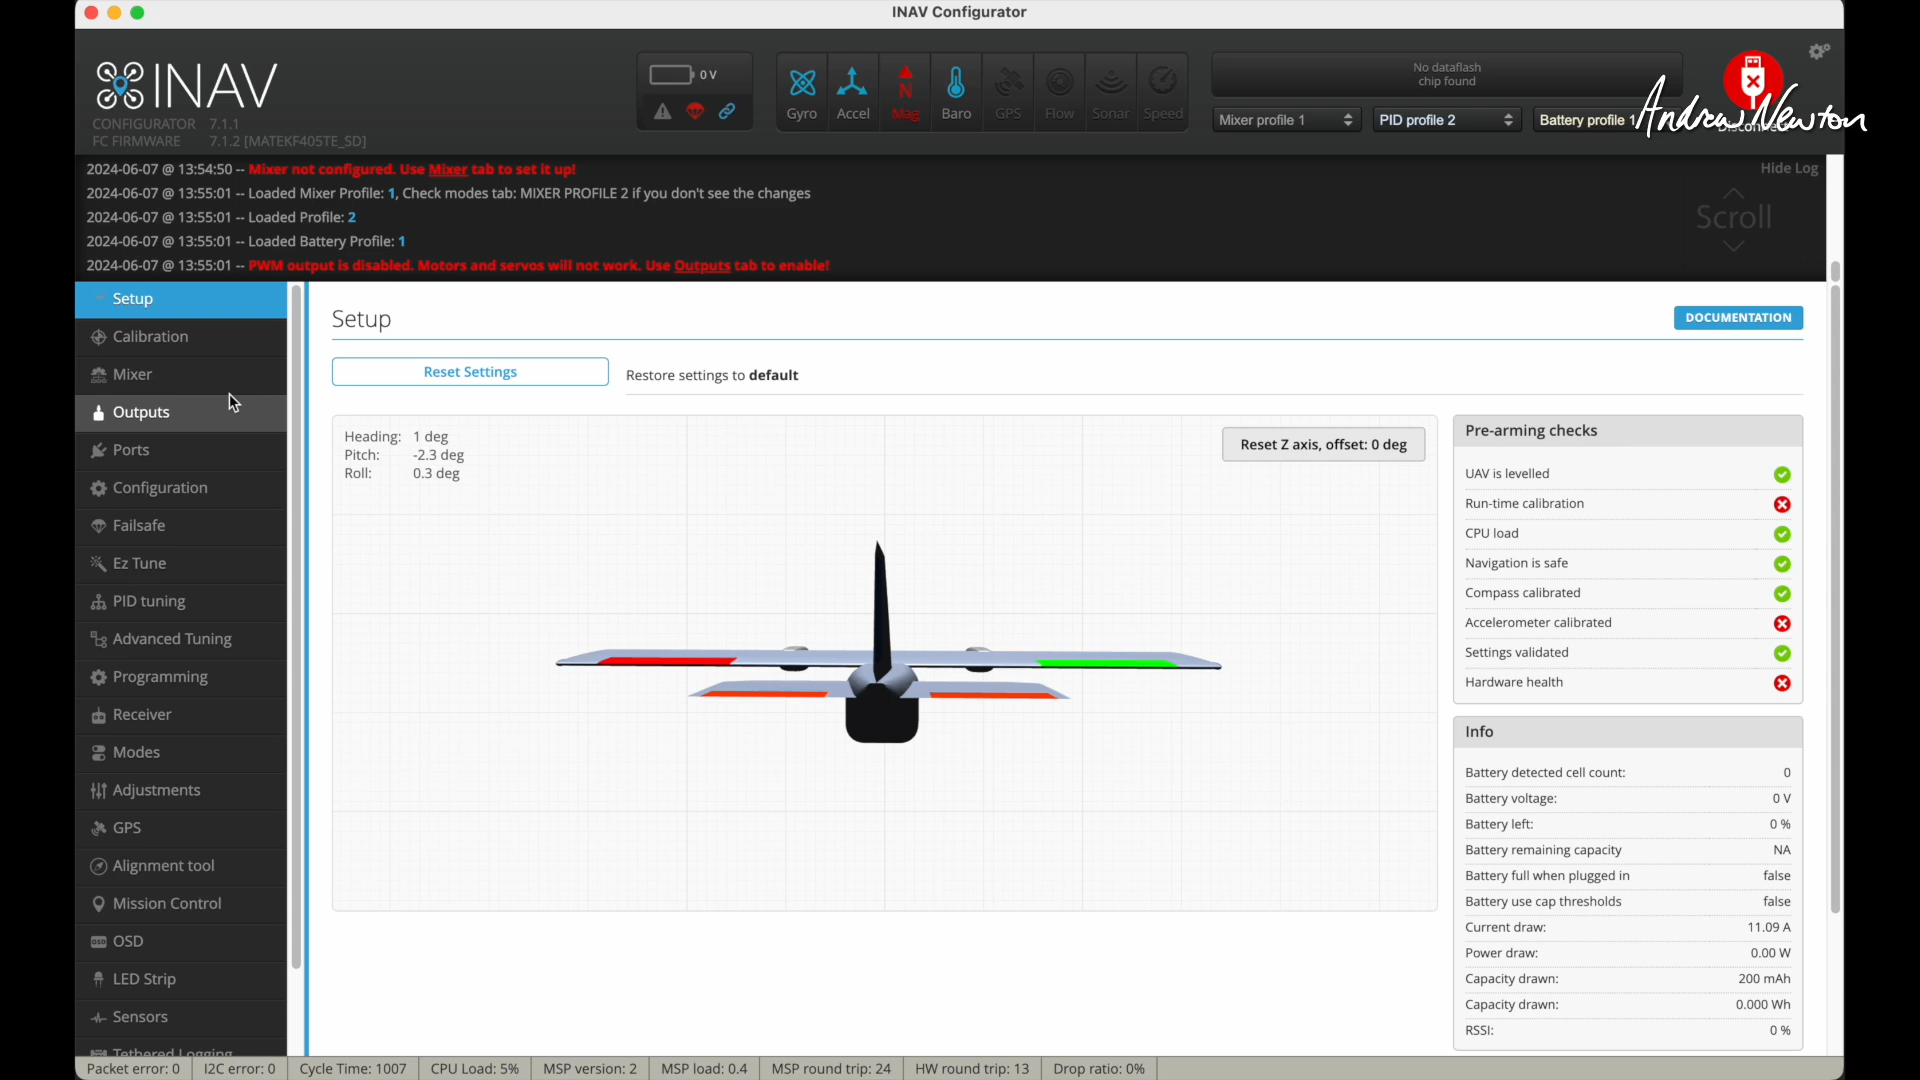 INAV Configurator
INAV
CONFIGURATOR 7.1.1
FC FIRMWARE 7.1.2 [MATEKF405TE_SD]
0 V
Gyro
Accel
Mag
Baro
GPS
Flow
Sonar
Speed
No dataflash
chip found
Mixer profile 1
PID profile 2
Battery profile 1
Disconnect
Andrew Newton
2024-06-07 @ 13:54:50 -- Mixer not configured. Use Mixer tab to set it up!
2024-06-07 @ 13:55:01 -- Loaded Mixer Profile: 1, Check modes tab: MIXER PROFILE 2 if you don't see the changes
2024-06-07 @ 13:55:01 -- Loaded Profile: 2
2024-06-07 @ 13:55:01 -- Loaded Battery Profile: 1
2024-06-07 @ 13:55:01 -- PWM output is disabled. Motors and servos will not work. Use Outputs tab to enable!
Hide Log
Scroll
Setup
Calibration
Mixer
Outputs
Ports
Configuration
Failsafe
Ez Tune
PID tuning
Advanced Tuning
Programming
Receiver
Modes
Adjustments
GPS
Alignment tool
Mission Control
OSD
LED Strip
Sensors
Tethered Logging
Setup
DOCUMENTATION
Reset Settings
Restore settings to default
Heading: 1 deg
Pitch: -2.3 deg
Roll: 0.3 deg
Reset Z axis, offset: 0 deg
Pre-arming checks
UAV is levelled
Run-time calibration
CPU load
Navigation is safe
Compass calibrated
Accelerometer calibrated
Settings validated
Hardware health
Info
Battery detected cell count: 0
Battery voltage: 0 V
Battery left: 0 %
Battery remaining capacity NA
Battery full when plugged in false
Battery use cap thresholds false
Current draw: 11.09 A
Power draw: 0.00 W
Capacity drawn: 200 mAh
Capacity drawn: 0.000 Wh
RSSI: 0 %
Packet error: 0
I2C error: 0
Cycle Time: 1007
CPU Load: 5%
MSP version: 2
MSP load: 0.4
MSP round trip: 24
HW round trip: 13
Drop ratio: 0%